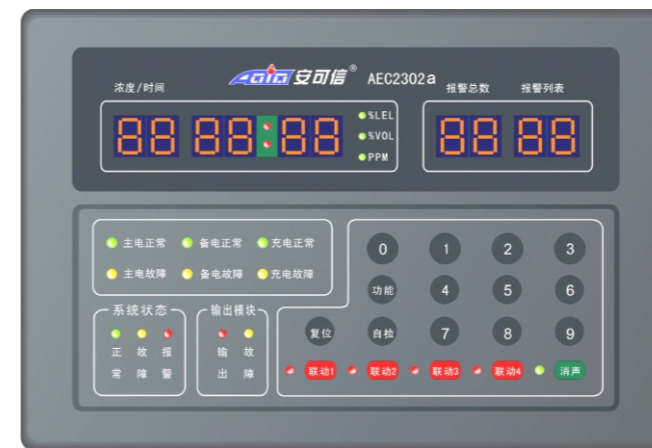 AEIG 安可信® AEC2302a
浓度/时间 报警总数 报警列表
88 88:88 88 88
%LEL
%VOL
PPM
主电正常 备电正常 充电正常
主电故障 备电故障 充电故障
系统状态 输出模块
正常 故障 报警 输出 故障
0 1 2 3
功能 4 5 6
复位 自检 7 8 9
联动1 联动2 联动3 联动4 消声